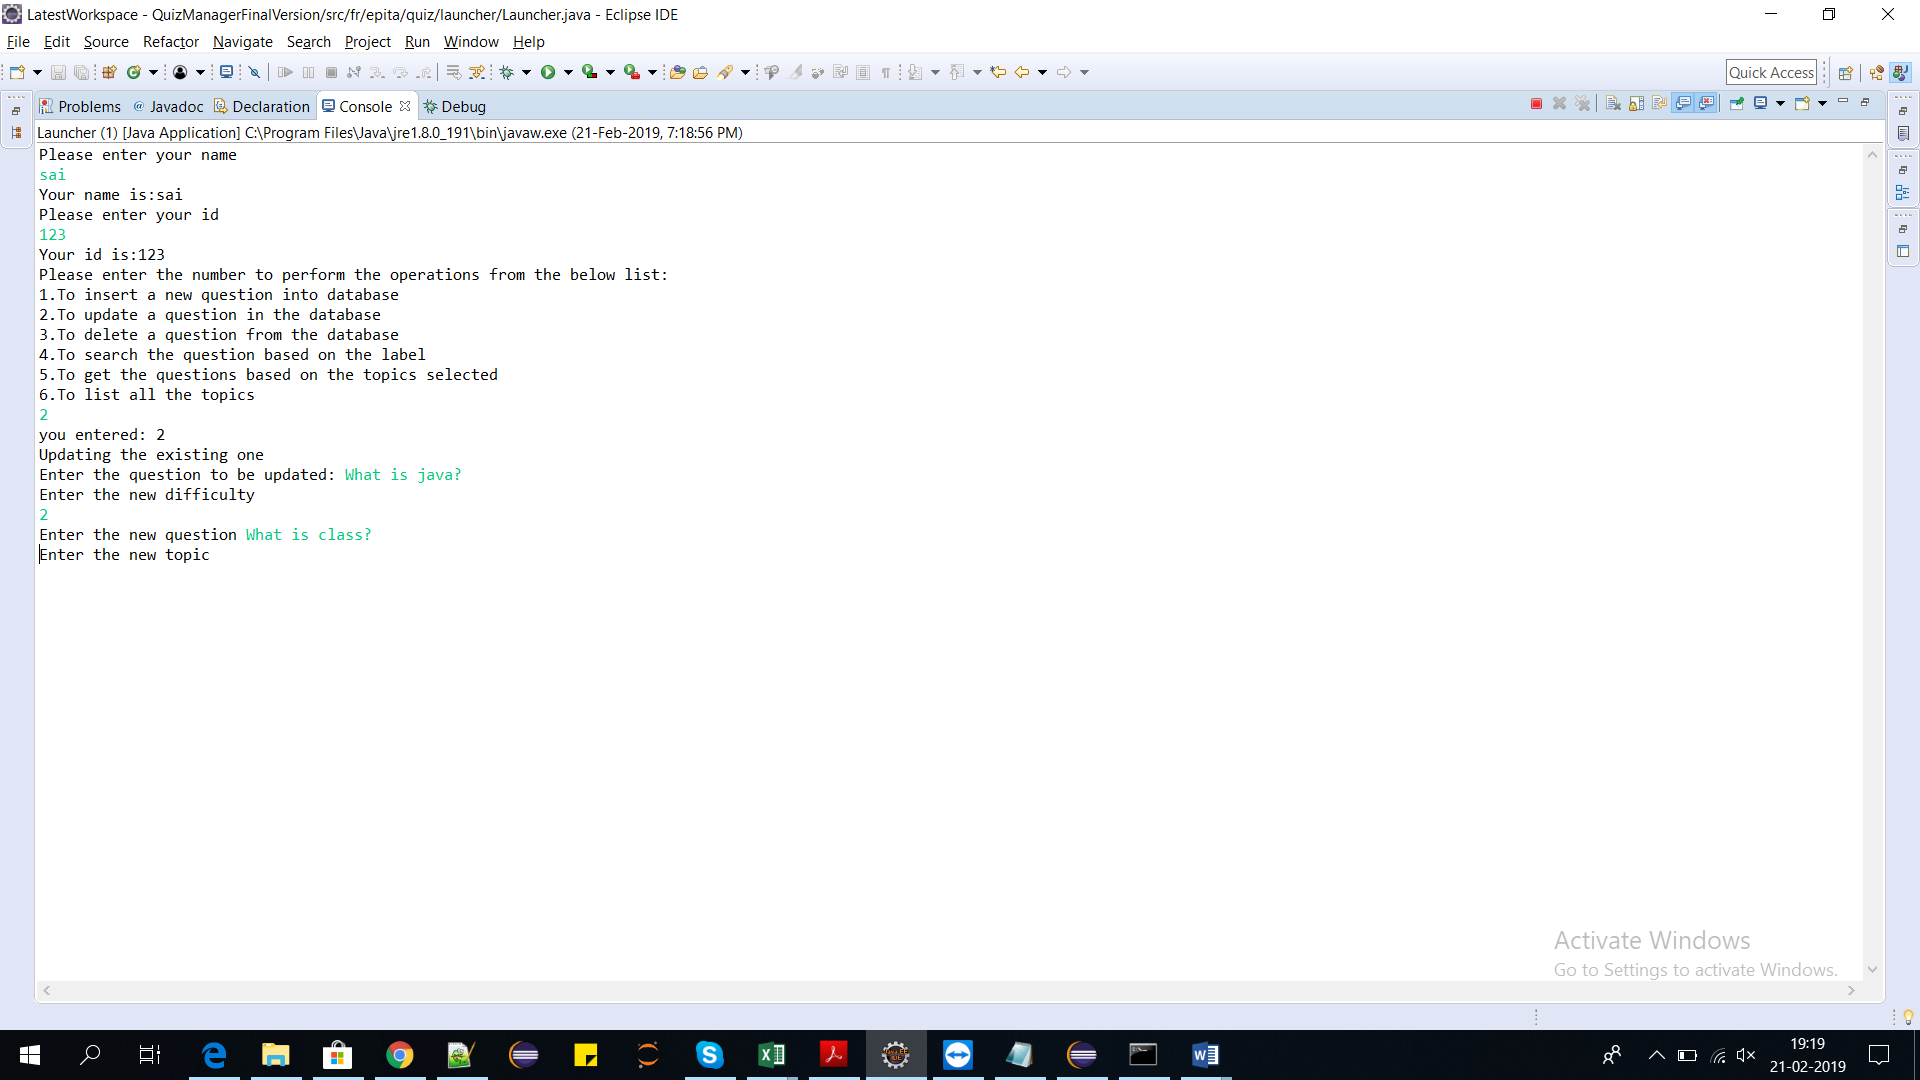 LatestWorkspace - QuizManagerFinalVersion/src/fr/epita/quiz/launcher/Launcher.java - Eclipse IDE
File Edit Source Refactor Navigate Search Project Run Window Help
Quick Access
Problems @ Javadoc Declaration Console Debug
Launcher (1) [Java Application] C:\Program Files\Java\jre1.8.0_191\bin\javaw.exe (21-Feb-2019, 7:18:56 PM)
Please enter your name
sai
Your name is:sai
Please enter your id
123
Your id is:123
Please enter the number to perform the operations from the below list:
1.To insert a new question into database
2.To update a question in the database
3.To delete a question from the database
4.To search the question based on the label
5.To get the questions based on the topics selected
6.To list all the topics
2
you entered: 2
Updating the existing one
Enter the question to be updated: What is java?
Enter the new difficulty
2
Enter the new question What is class?
Enter the new topic
Activate Windows
Go to Settings to activate Windows.
19:19
21-02-2019